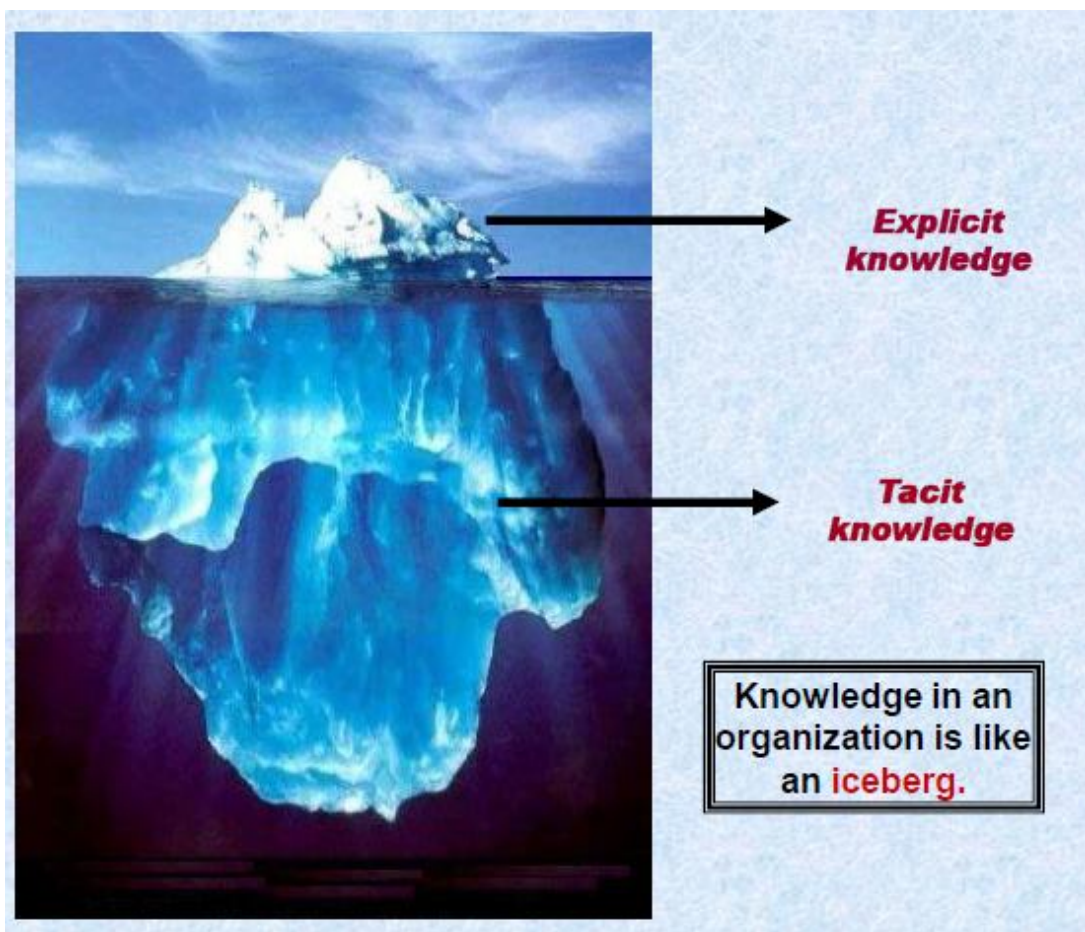 Explicit
knowledge
Tacit
knowledge
Knowledge in an
organization is like
an iceberg.